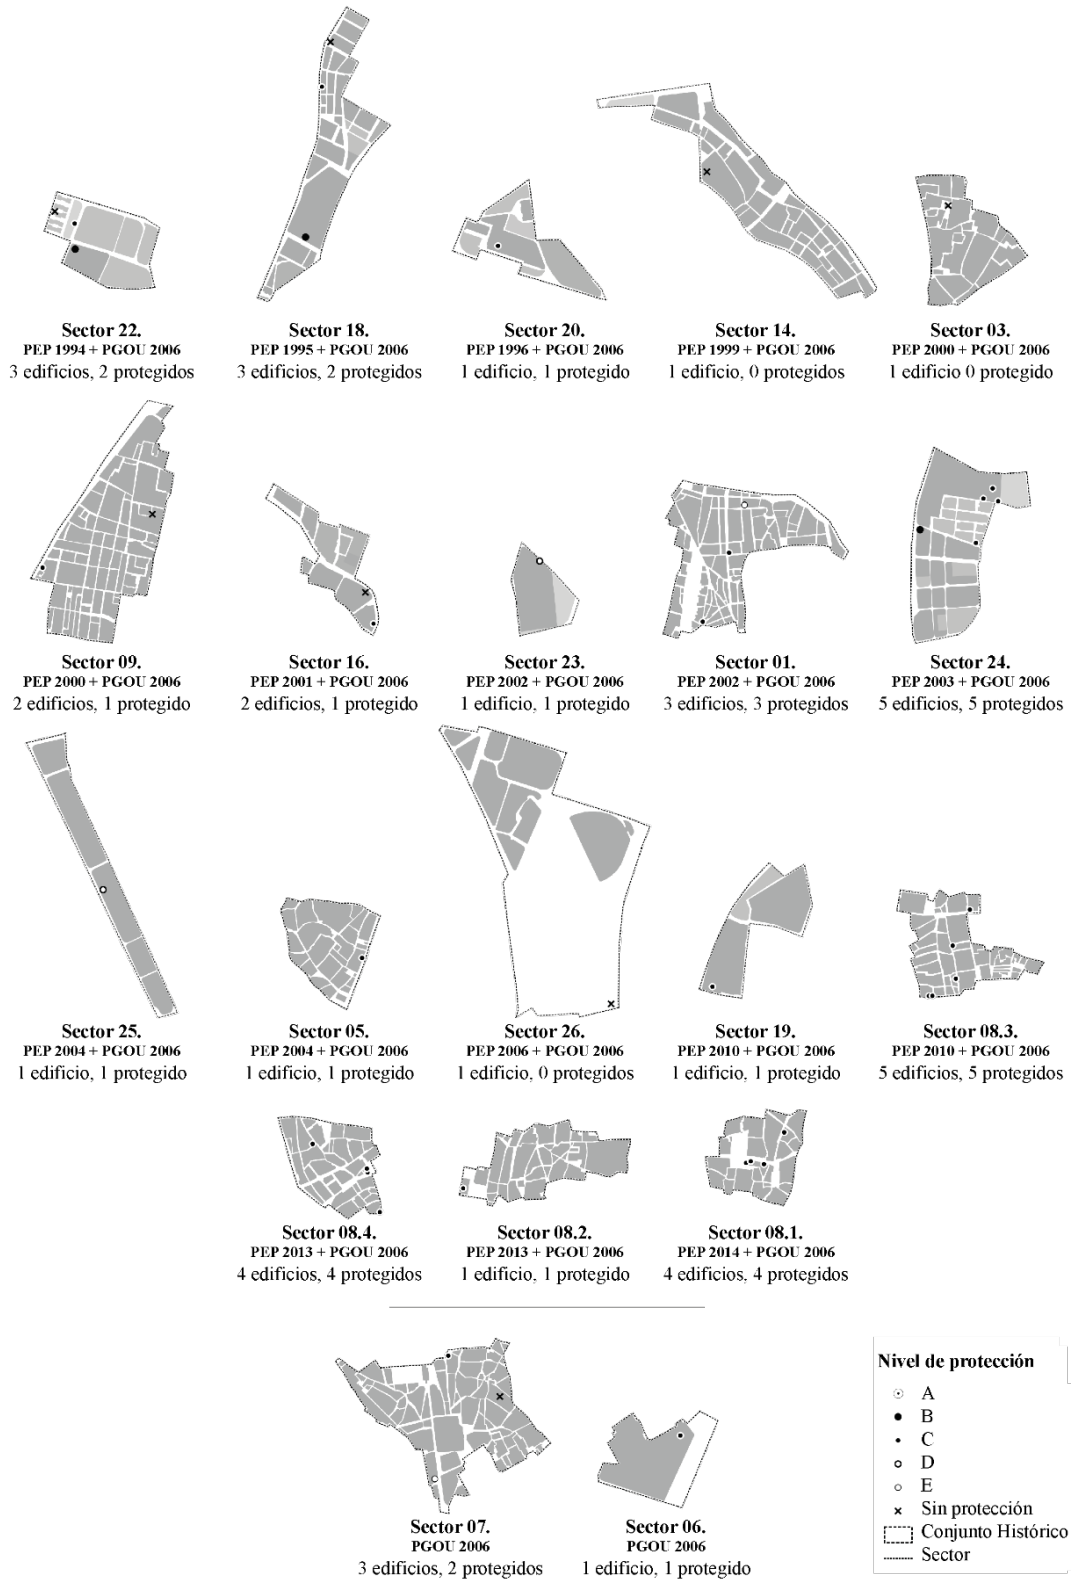 Sector 22.
PEP 1994 + PGOU 2006
3 edificios, 2 protegidos
Sector 18.
PEP 1995 + PGOU 2006
3 edificios, 2 protegidos
Sector 20.
PEP 1996 + PGOU 2006
1 edificio, 1 protegido
Sector 14.
PEP 1999 + PGOU 2006
1 edificio, 0 protegidos
Sector 03.
PEP 2000 + PGOU 2006
1 edificio 0 protegido
Sector 09.
PEP 2000 + PGOU 2006
2 edificios, 1 protegido
Sector 16.
PEP 2001 + PGOU 2006
2 edificios, 1 protegido
Sector 23.
PEP 2002 + PGOU 2006
1 edificio, 1 protegido
Sector 01.
PEP 2002 + PGOU 2006
3 edificios, 3 protegidos
Sector 24.
PEP 2003 + PGOU 2006
5 edificios, 5 protegidos
Sector 25.
PEP 2004 + PGOU 2006
1 edificio, 1 protegido
Sector 05.
PEP 2004 + PGOU 2006
1 edificio, 1 protegido
Sector 26.
PEP 2006 + PGOU 2006
1 edificio, 0 protegidos
Sector 19.
PEP 2010 + PGOU 2006
1 edificio, 1 protegido
Sector 08.3.
PEP 2010 + PGOU 2006
5 edificios, 5 protegidos
Sector 08.4.
PEP 2013 + PGOU 2006
4 edificios, 4 protegidos
Sector 08.2.
PEP 2013 + PGOU 2006
1 edificio, 1 protegido
Sector 08.1.
PEP 2014 + PGOU 2006
4 edificios, 4 protegidos
Sector 07.
PGOU 2006
3 edificios, 2 protegidos
Sector 06.
PGOU 2006
1 edificio, 1 protegido
Nivel de protección
A
B
C
D
E
Sin protección
Conjunto Histórico
Sector